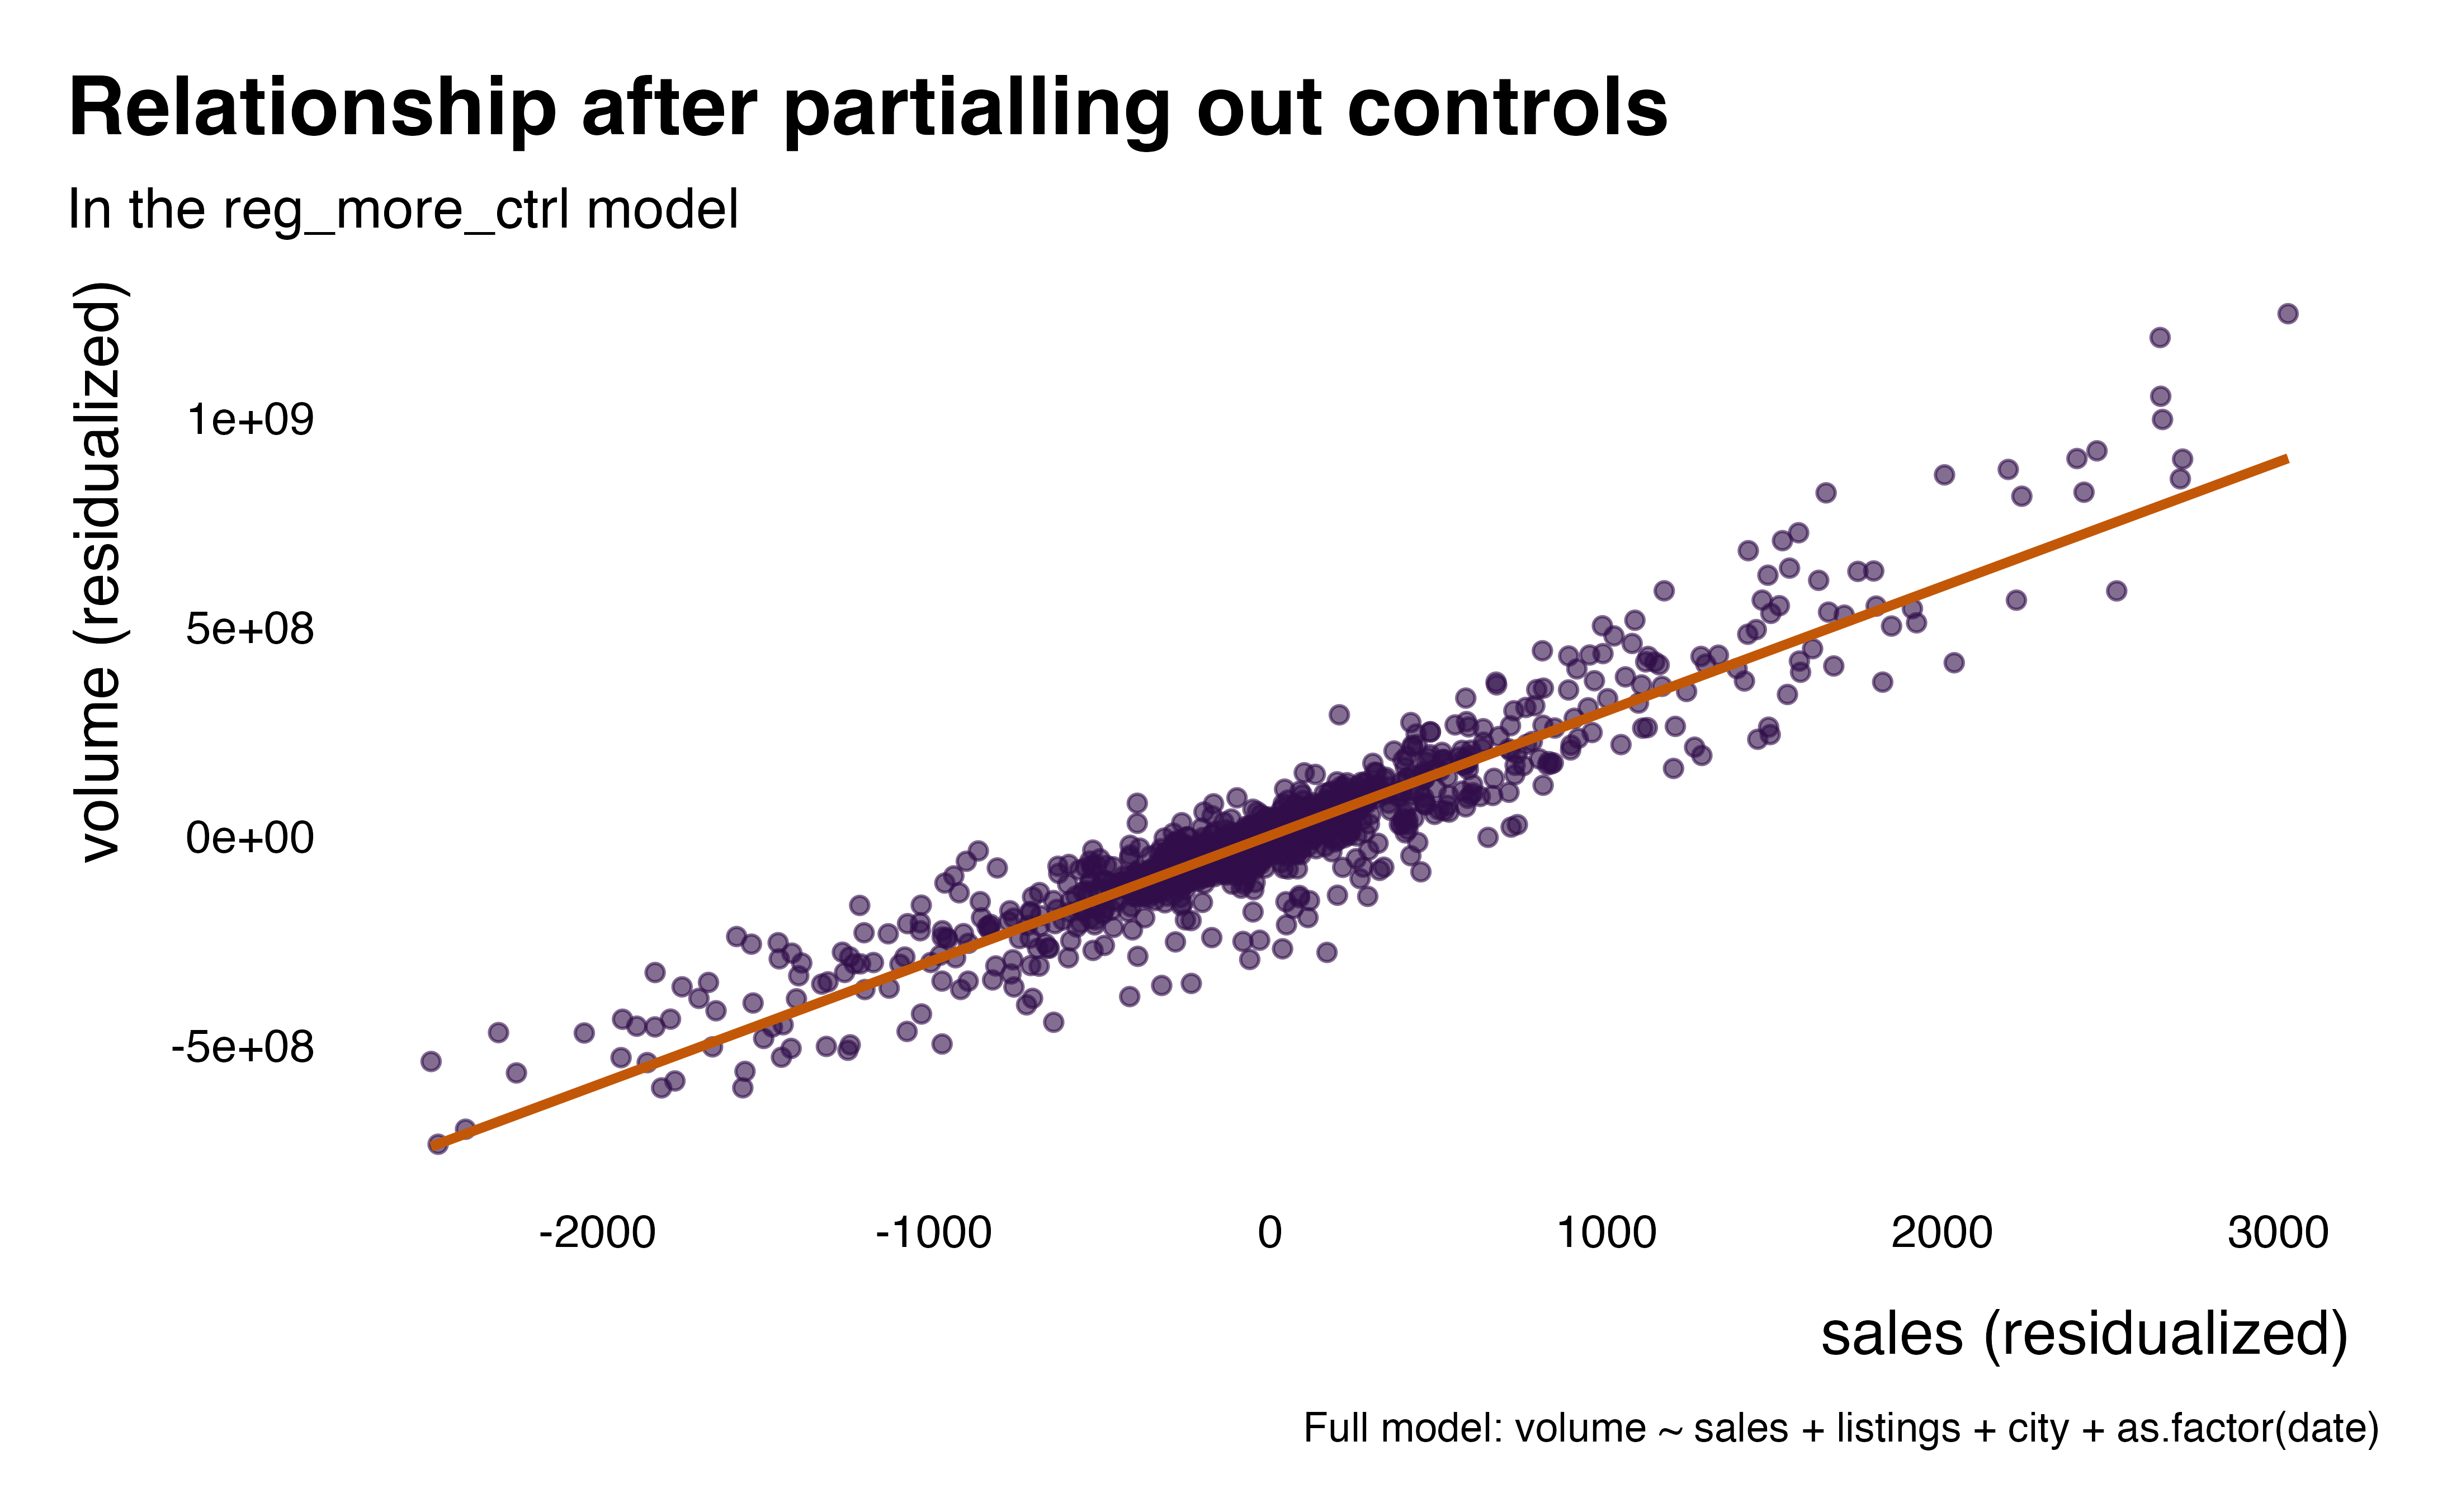 Relationship after partialling out controls
In the reg_more_ctrl model
volume (residualized)
1e+09
5e+08
0e+00
-5e+08
-2000 -1000 0 1000 2000 3000
sales (residualized)
Full model: volume ~ sales + listings + city + as.factor(date)